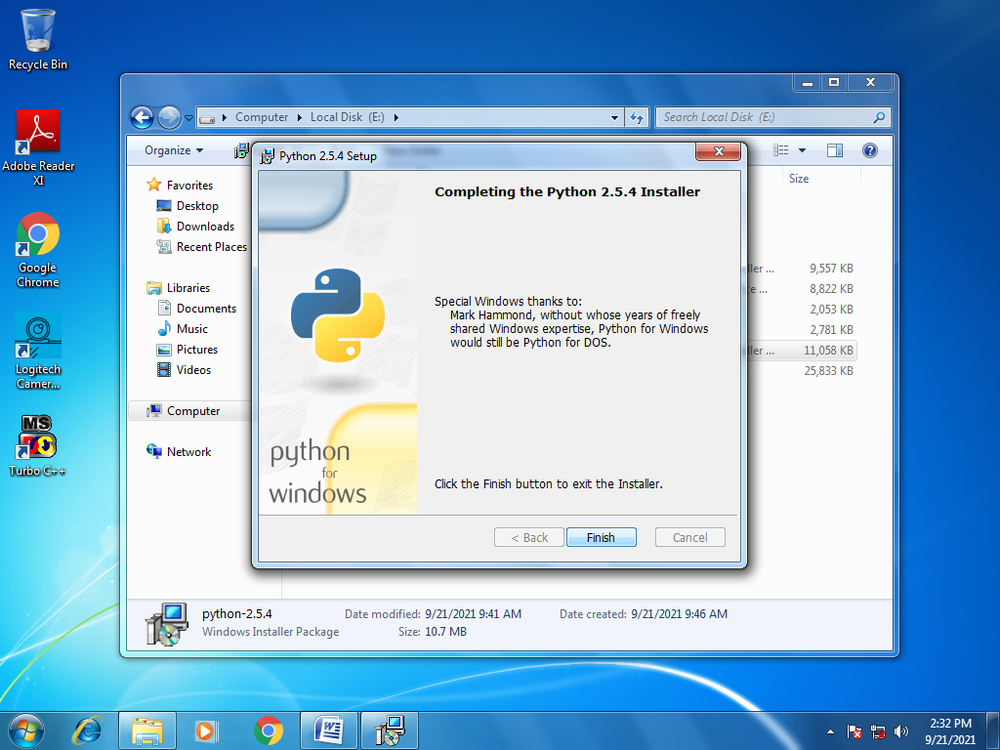 Recycle Bin
Adobe Reader
XI
Google
Chrome
Logitech
Camer...
MS
Turbo C++
Computer
Local Disk (E:)
Search Local Disk (E:)
Organize
Favorites
Desktop
Downloads
Recent Places
Libraries
Documents
Music
Pictures
Videos
Computer
Network
Size
ller ... 9,557 KB
ce ... 8,822 KB
2,053 KB
2,781 KB
ller ... 11,058 KB
25,833 KB
Python 2.5.4 Setup
Completing the Python 2.5.4 Installer
Special Windows thanks to:
Mark Hammond, without whose years of freely
shared Windows expertise, Python for Windows
would still be Python for DOS.
python
for
windows
Click the Finish button to exit the Installer.
< Back Finish Cancel
python-2.5.4 Date modified: 9/21/2021 9:41 AM Date created: 9/21/2021 9:46 AM
Windows Installer Package Size: 10.7 MB
2:32 PM
9/21/2021